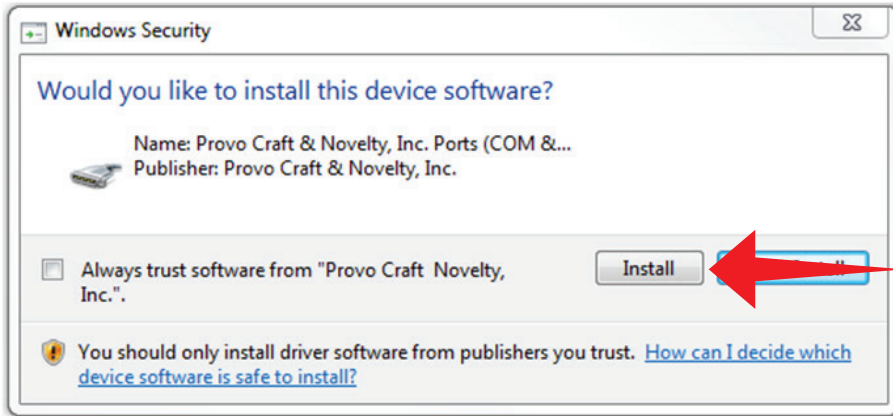 Windows Security
Would you like to install this device software?
Name: Provo Craft & Novelty, Inc. Ports (COM &...
Publisher: Provo Craft & Novelty, Inc.
Always trust software from "Provo Craft  Novelty,
Inc.".
Install
You should only install driver software from publishers you trust. How can I decide which
device software is safe to install?